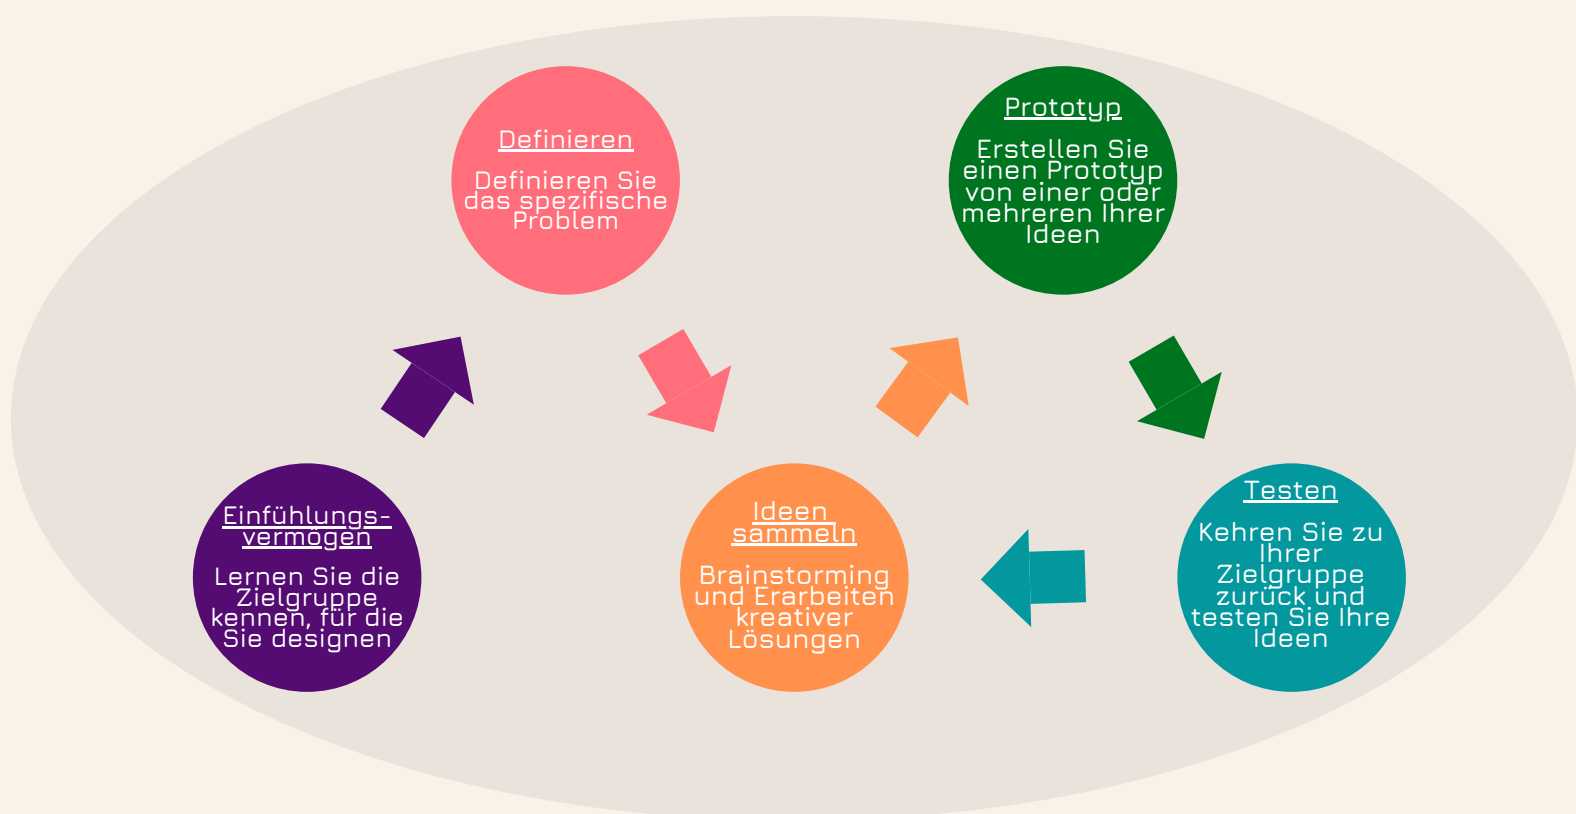 Einfühlungs-
vermögen
Lernen Sie die
Zielgruppe
kennen, für die
Sie designen
Definieren
Definieren Sie
das spezifische
Problem
Ideen
sammeln
Brainstorming
und Erarbeiten
kreativer
Lösungen
Prototyp
Erstellen Sie
einen Prototyp
von einer oder
mehreren Ihrer
Ideen
Testen
Kehren Sie zu
Ihrer
Zielgruppe
zurück und
testen Sie Ihre
Ideen